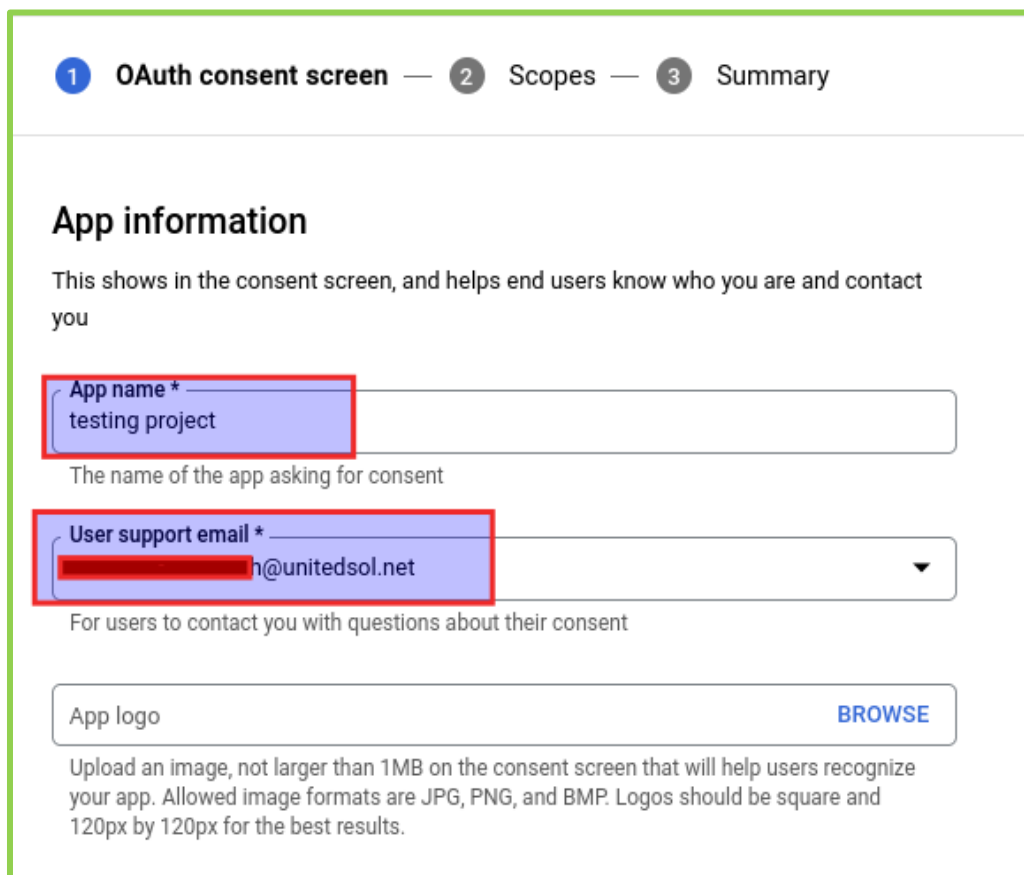 1 OAuth consent screen — 2 Scopes — 3 Summary
App information
This shows in the consent screen, and helps end users know who you are and contact
you
App name *
testing project
The name of the app asking for consent
User support email *
h@unitedsol.net
For users to contact you with questions about their consent
App logo BROWSE
Upload an image, not larger than 1MB on the consent screen that will help users recognize
your app. Allowed image formats are JPG, PNG, and BMP. Logos should be square and
120px by 120px for the best results.